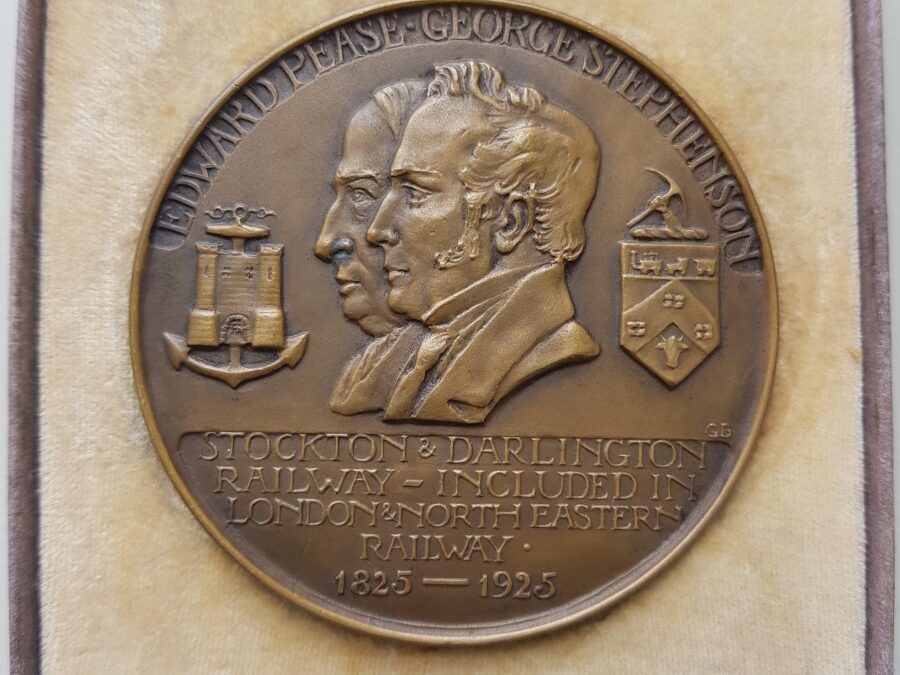 EDWARD PEASE · GEORGE STEPHENSON
GB
STOCKTON & DARLINGTON
RAILWAY – INCLUDED IN
LONDON & NORTH EASTERN
RAILWAY ·
1825 — 1925